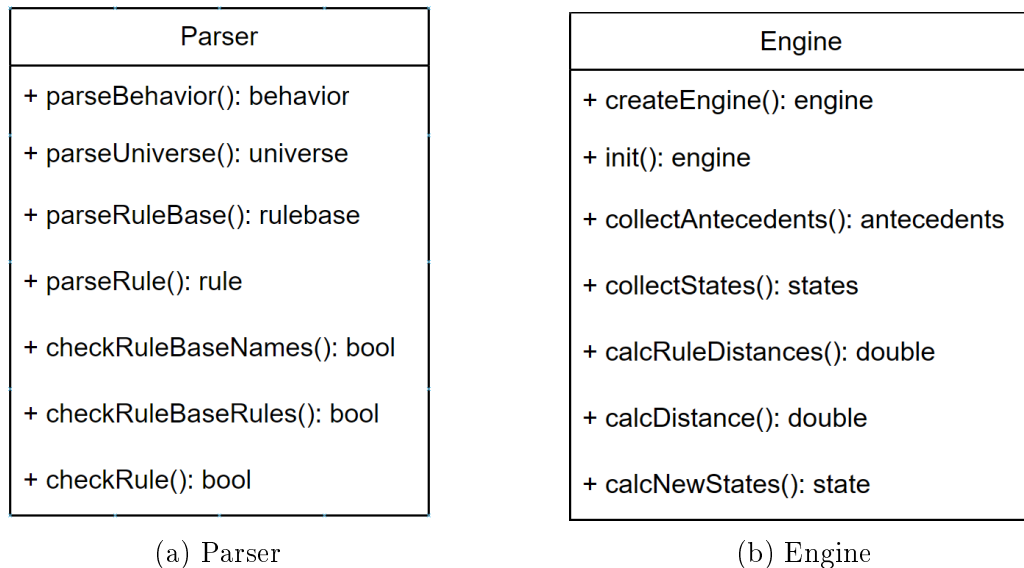 Parser
+ parseBehavior(): behavior
+ parseUniverse(): universe
+ parseRuleBase(): rulebase
+ parseRule(): rule
+ checkRuleBaseNames(): bool
+ checkRuleBaseRules(): bool
+ checkRule(): bool
(a) Parser
Engine
+ createEngine(): engine
+ init(): engine
+ collectAntecedents(): antecedents
+ collectStates(): states
+ calcRuleDistances(): double
+ calcDistance(): double
+ calcNewStates(): state
(b) Engine